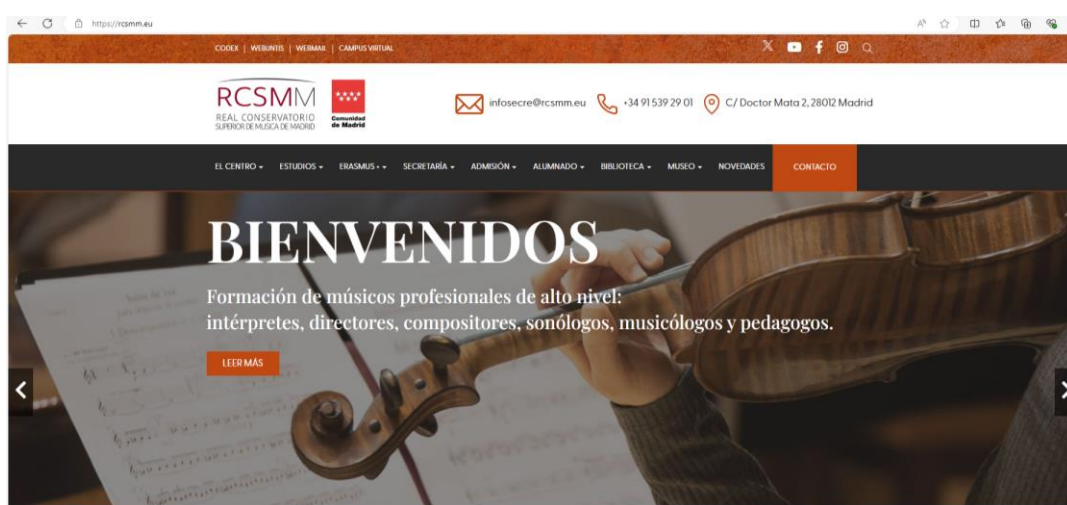 https://rcsmm.eu
CODEX | WEBUNTIS | WEBMAIL | CAMPUS VIRTUAL
RCSMM
REAL CONSERVATORIO
SUPERIOR DE MÚSICA DE MADRID
Comunidad
de Madrid
infosecre@rcsmm.eu
+34 91 539 29 01
C/ Doctor Mata 2, 28012 Madrid
EL CENTRO ESTUDIOS ERASMUS+ SECRETARÍA ADMISIÓN ALUMNADO BIBLIOTECA MUSEO NOVEDADES CONTACTO
BIENVENIDOS
Formación de músicos profesionales de alto nivel:
intérpretes, directores, compositores, sonólogos, musicólogos y pedagogos.
LEER MÁS